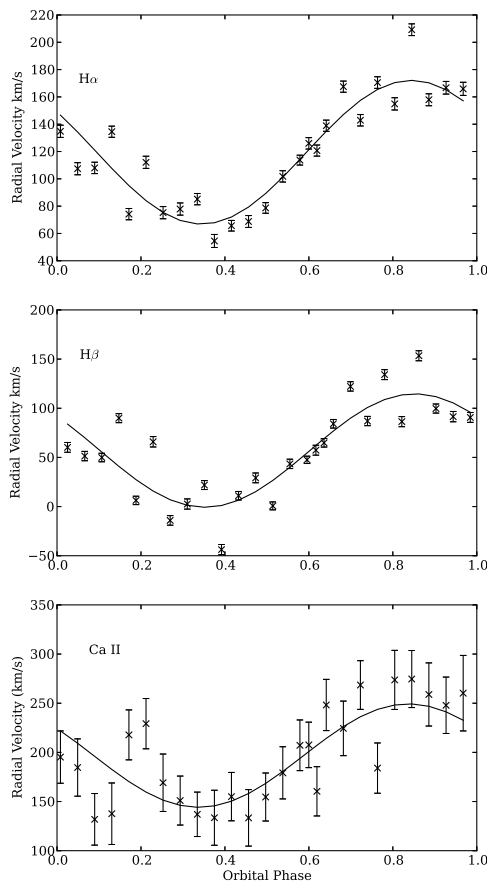 220
200
180
160
140
120
100
80
60
40
Radial Velocity km/s
Hα
0.0 0.2 0.4 0.6 0.8 1.0
200
150
100
50
0
−50
Radial Velocity km/s
Hβ
0.0 0.2 0.4 0.6 0.8 1.0
350
300
250
200
150
100
Radial Velocity (km/s)
Ca II
0.0 0.2 0.4 0.6 0.8 1.0
Orbital Phase